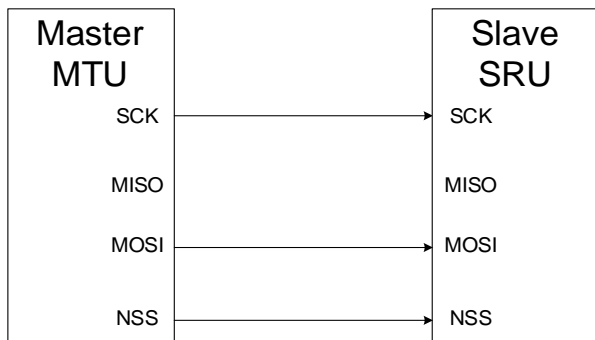 Master
MTU
SCK
MISO
MOSI
NSS
Slave
SRU
SCK
MISO
MOSI
NSS